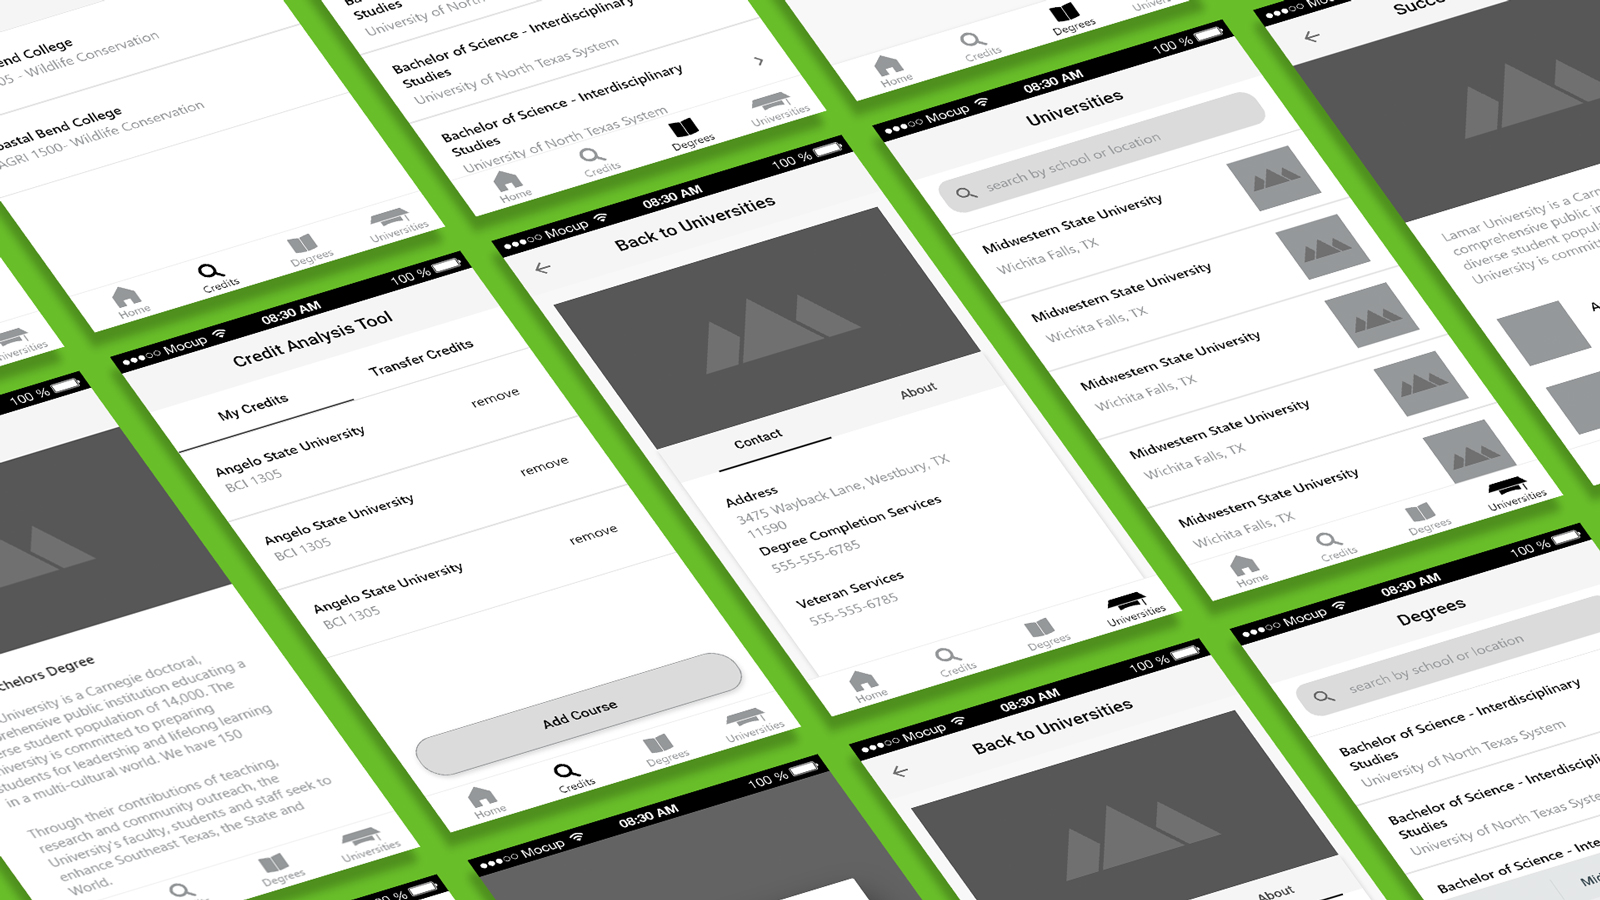 end College
05 - Wildlife Conservation
oastal Bend College
AGRI 1500- Wildlife Conservation
Home
Credits
Degrees
Universities
Studies
University of North
Bachelor of Science - Interdisciplinary
Studies
University of North Texas System
Bachelor of Science - Interdisciplinary
Studies
University of North Texas System
Home
Credits
Degrees
Universities
Home
Credits
Degrees
Mocup
08:30 AM
100 %
Universities
search by school or location
Midwestern State University
Wichita Falls, TX
Midwestern State University
Wichita Falls, TX
Midwestern State University
Wichita Falls, TX
Midwestern State University
Wichita Falls, TX
Midwestern State University
Wichita Falls, TX
Home
Credits
Degrees
Universities
Succe
Lamar University is a Carn
comprehensive public in
diverse student popula
University is committ
niversities
100 %
chelors Degree
University is a Carnegie doctoral,
prehensive public institution educating a
erse student population of 14,000. The
niversity is committed to preparing
students for leadership and lifelong learning
in a multi-cultural world. We have 150
Through their contributions of teaching,
research and community outreach, the
University's faculty, students and staff seek to
enhance Southeast Texas, the State and
World.
Degrees
Universities
Mocup
08:30 AM
100 %
Credit Analysis Tool
My Credits
Transfer Credits
Angelo State University
BCI 1305
remove
Angelo State University
BCI 1305
remove
Angelo State University
BCI 1305
remove
Add Course
Home
Credits
Degrees
Universities
Mocup
08:30 AM
100 %
Back to Universities
Contact
About
Address
3475 Wayback Lane, Westbury, TX
11590
Degree Completion Services
555-555-6785
Veteran Services
555-555-6785
Home
Credits
Degrees
Universities
Mocup
08:30 AM
100 %
Degrees
search by school or location
Bachelor of Science - Interdisciplinary
Studies
University of North Texas System
Bachelor of Science - Interdiscipli
Studies
University of North Texas Syste
Bachelor of Science - Inte
100 %
Mocup
08:30 AM
100 %
Mocup
08:30 AM
100 %
Back to Universities
About